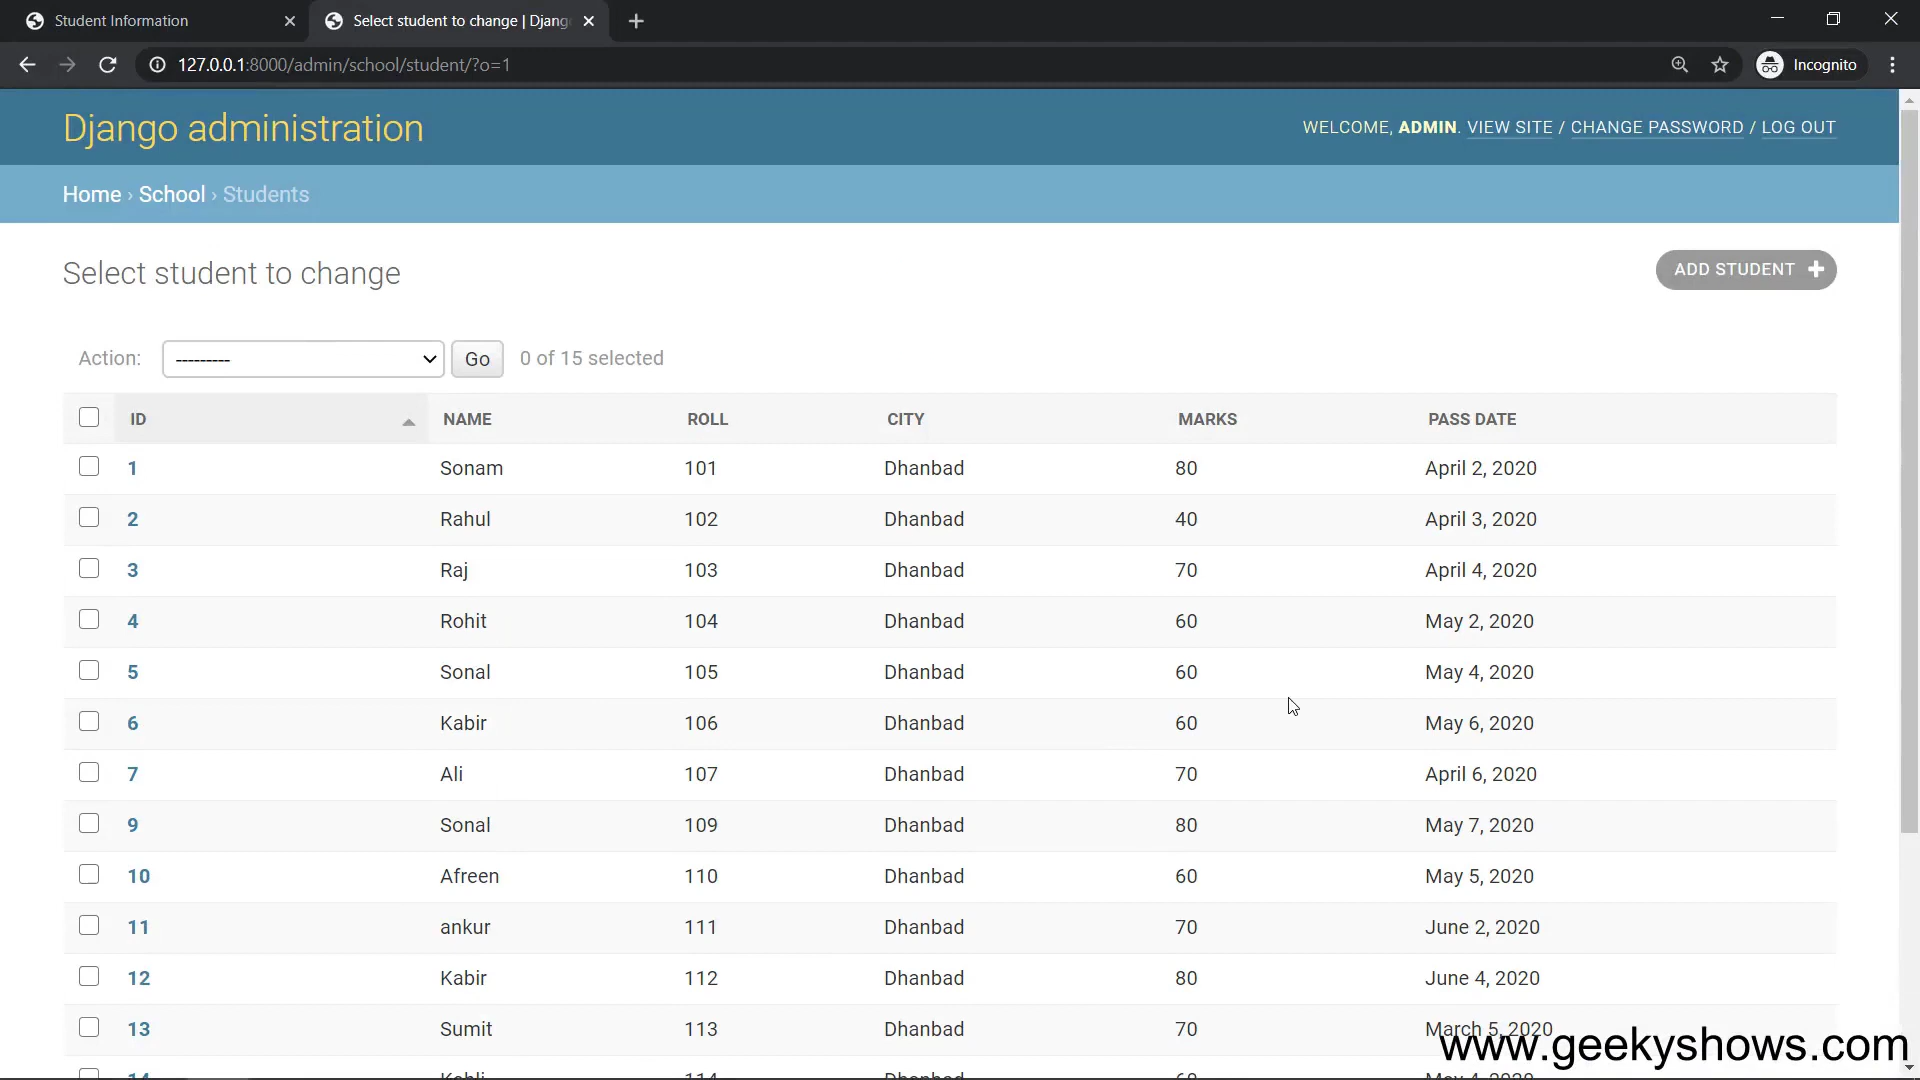 Student Information
Select student to change | Djang
127.0.0.1:8000/admin/school/student/?o=1
Incognito
Django administration
WELCOME, ADMIN. VIEW SITE / CHANGE PASSWORD / LOG OUT
Home › School › Students
Select student to change
ADD STUDENT
Action: --------- Go 0 of 15 selected
ID NAME ROLL CITY MARKS PASS DATE
1 Sonam 101 Dhanbad 80 April 2, 2020
2 Rahul 102 Dhanbad 40 April 3, 2020
3 Raj 103 Dhanbad 70 April 4, 2020
4 Rohit 104 Dhanbad 60 May 2, 2020
5 Sonal 105 Dhanbad 60 May 4, 2020
6 Kabir 106 Dhanbad 60 May 6, 2020
7 Ali 107 Dhanbad 70 April 6, 2020
9 Sonal 109 Dhanbad 80 May 7, 2020
10 Afreen 110 Dhanbad 60 May 5, 2020
11 ankur 111 Dhanbad 70 June 2, 2020
12 Kabir 112 Dhanbad 80 June 4, 2020
13 Sumit 113 Dhanbad 70 March 5, 2020
www.geekyshows.com